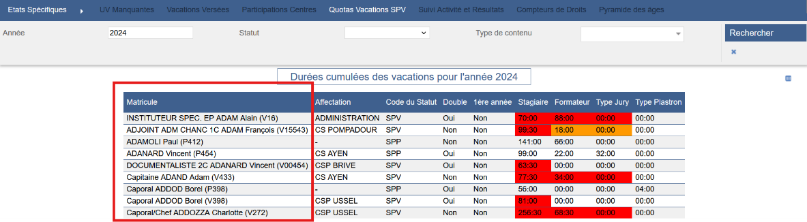 Etats Spécifiques UV Manquantes Vacations Versées Participations Centres Quotas Vacations SPV Suivi Activité et Résultats Compteurs de Droits Pyramide des âges
Année 2024 Statut Type de contenu Rechercher
Durées cumulées des vacations pour l'année 2024
Matricule Affectation Code du Statut Double 1ère année Stagiaire Formateur Type Jury Type Plastron
INSTITUTEUR SPEC. EP ADAM Alain (V16) ADMINISTRATION SPV Oui Non 70:00 68:00 00:00 00:00
ADJOINT ADM CHANC 1C ADAM François (V15543) CS POMPADOUR SPV Non Non 99:30 18:00 00:00 00:00
ADAMOLI Paul (P412) - SPP Non Non 141:00 66:00 00:00 00:00
ADANARD Vincent (P454) CS AYEN SPP Non Non 99:00 22:00 32:00 00:00
DOCUMENTALISTE 2C ADANARD Vincent (V00454) CSP BRIVE SPV Oui Non 63:30 00:00 00:00 00:00
Capitaine ADAND Adam (V433) CS AYEN SPV Non Non 77:30 34:00 00:00 00:00
Caporal ADDOD Borel (P398) - SPP Oui Non 56:00 00:00 00:00 04:00
Caporal ADDOD Borel (V398) CSP USSEL SPV Oui Non 81:00 00:00 00:00 00:00
Caporal/Chef ADDOZZA Charlotte (V272) CSP USSEL SPV Non Non 256:30 68:30 00:00 00:00